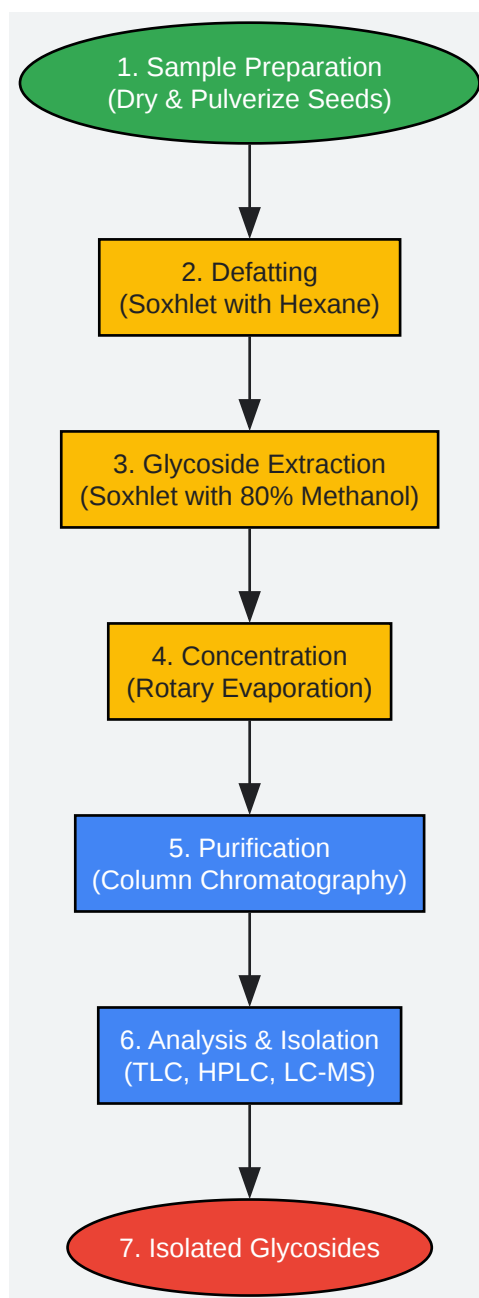 1. Sample Preparation
(Dry & Pulverize Seeds)
2. Defatting
(Soxhlet with Hexane)
3. Glycoside Extraction
(Soxhlet with 80% Methanol)
4. Concentration
(Rotary Evaporation)
5. Purification
(Column Chromatography)
6. Analysis & Isolation
(TLC, HPLC, LC-MS)
7. Isolated Glycosides